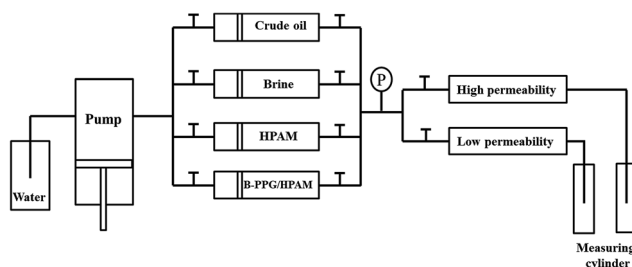 Crude oil
Brine
HPAM
B-PPG/HPAM
Pump
Water
P
High permeability
Low permeability
Measuring
cylinder